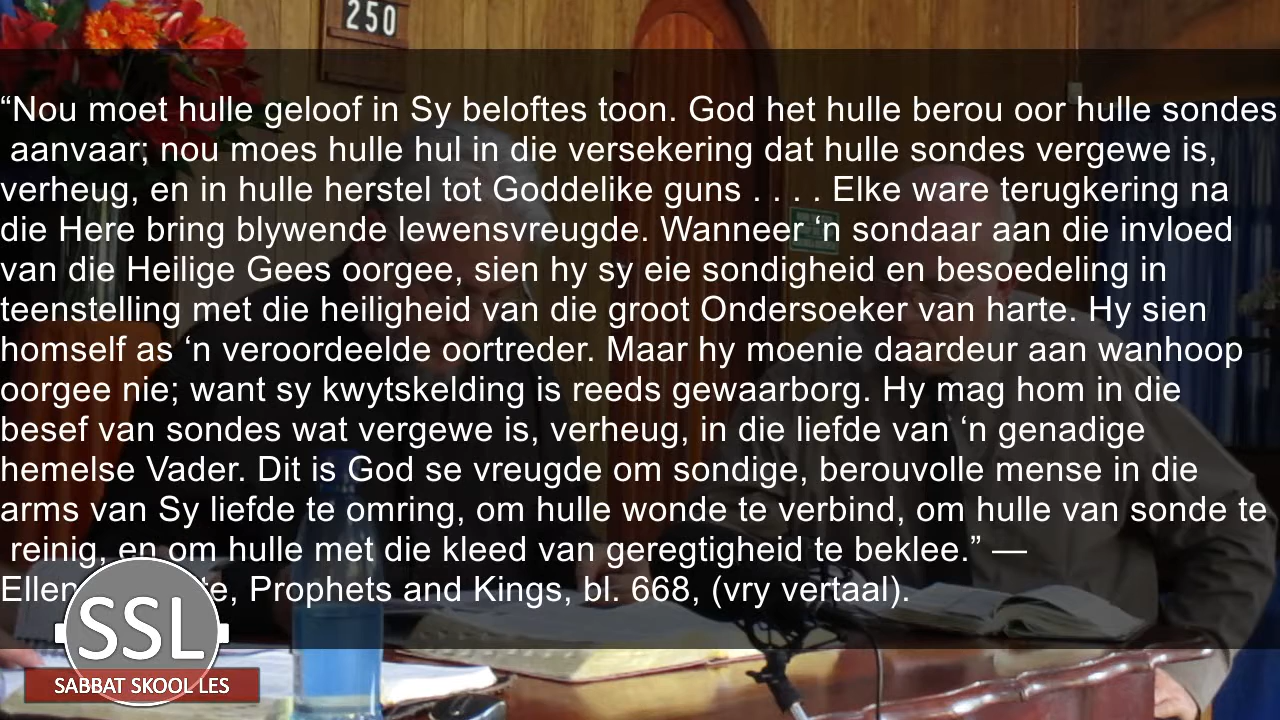 250
“Nou moet hulle geloof in Sy beloftes toon. God het hulle berou oor hulle sondes
aanvaar; nou moes hulle hul in die versekering dat hulle sondes vergewe is,
verheug, en in hulle herstel tot Goddelike guns . . . . Elke ware terugkering na
die Here bring blywende lewensvreugde. Wanneer ‘n sondaar aan die invloed
van die Heilige Gees oorgee, sien hy sy eie sondigheid en besoedeling in
teenstelling met die heiligheid van die groot Ondersoeker van harte. Hy sien
homself as ‘n veroordeelde oortreder. Maar hy moenie daardeur aan wanhoop
oorgee nie; want sy kwytskelding is reeds gewaarborg. Hy mag hom in die
besef van sondes wat vergewe is, verheug, in die liefde van ‘n genadige
hemelse Vader. Dit is God se vreugde om sondige, berouvolle mense in die
arms van Sy liefde te omring, om hulle wonde te verbind, om hulle van sonde te
reinig, en om hulle met die kleed van geregtigheid te beklee.” —
Ellen te, Prophets and Kings, bl. 668, (vry vertaal).
SSL
SABBAT SKOOL LES